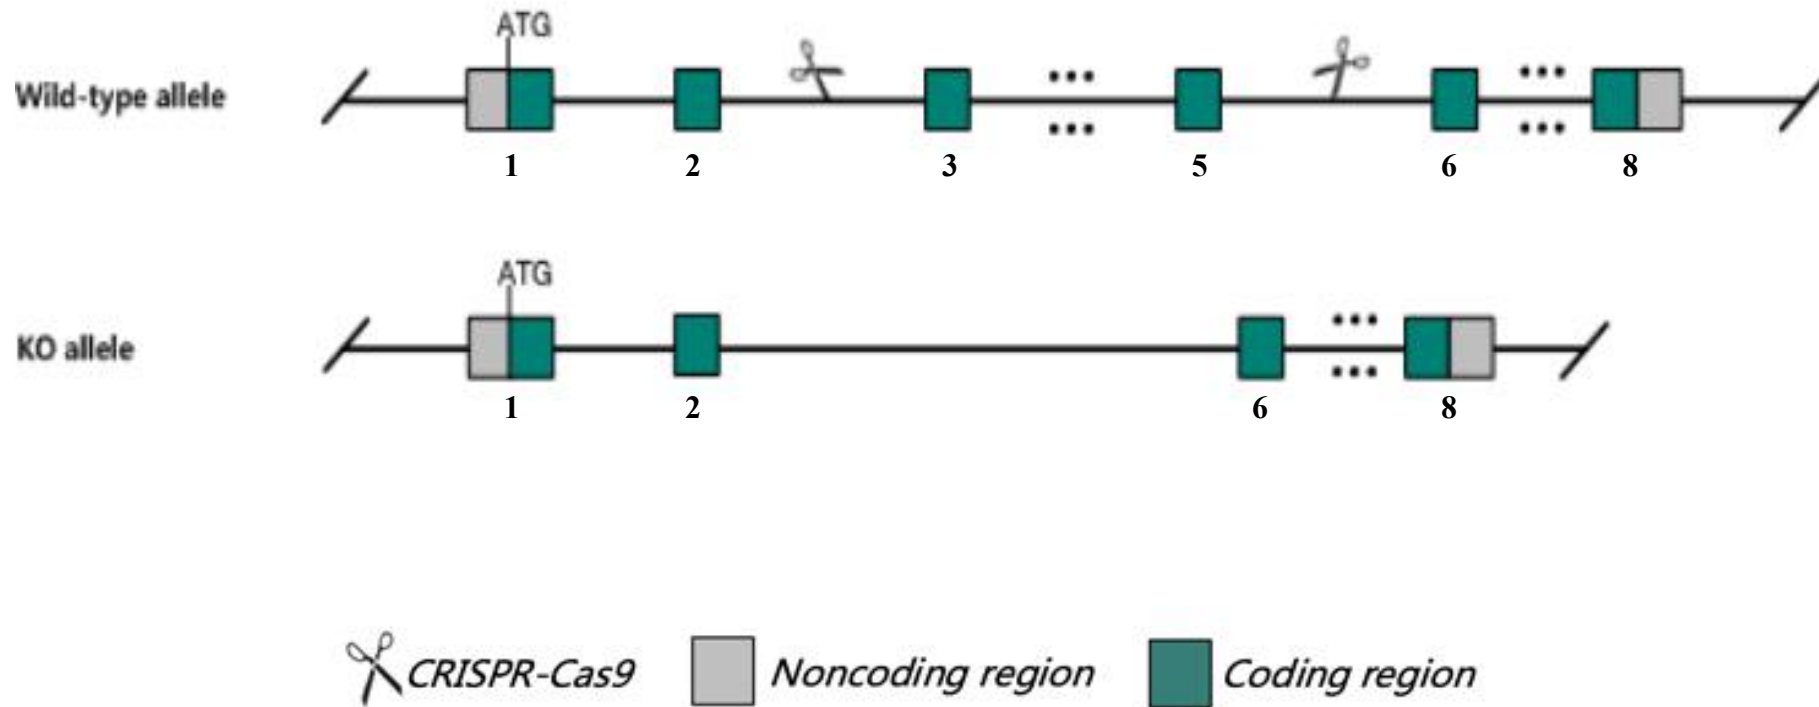 ATG
Wild-type allele
1 2 3 5 6 8
ATG
KO allele
1 2 6 8
CRISPR-Cas9 Noncoding region Coding region